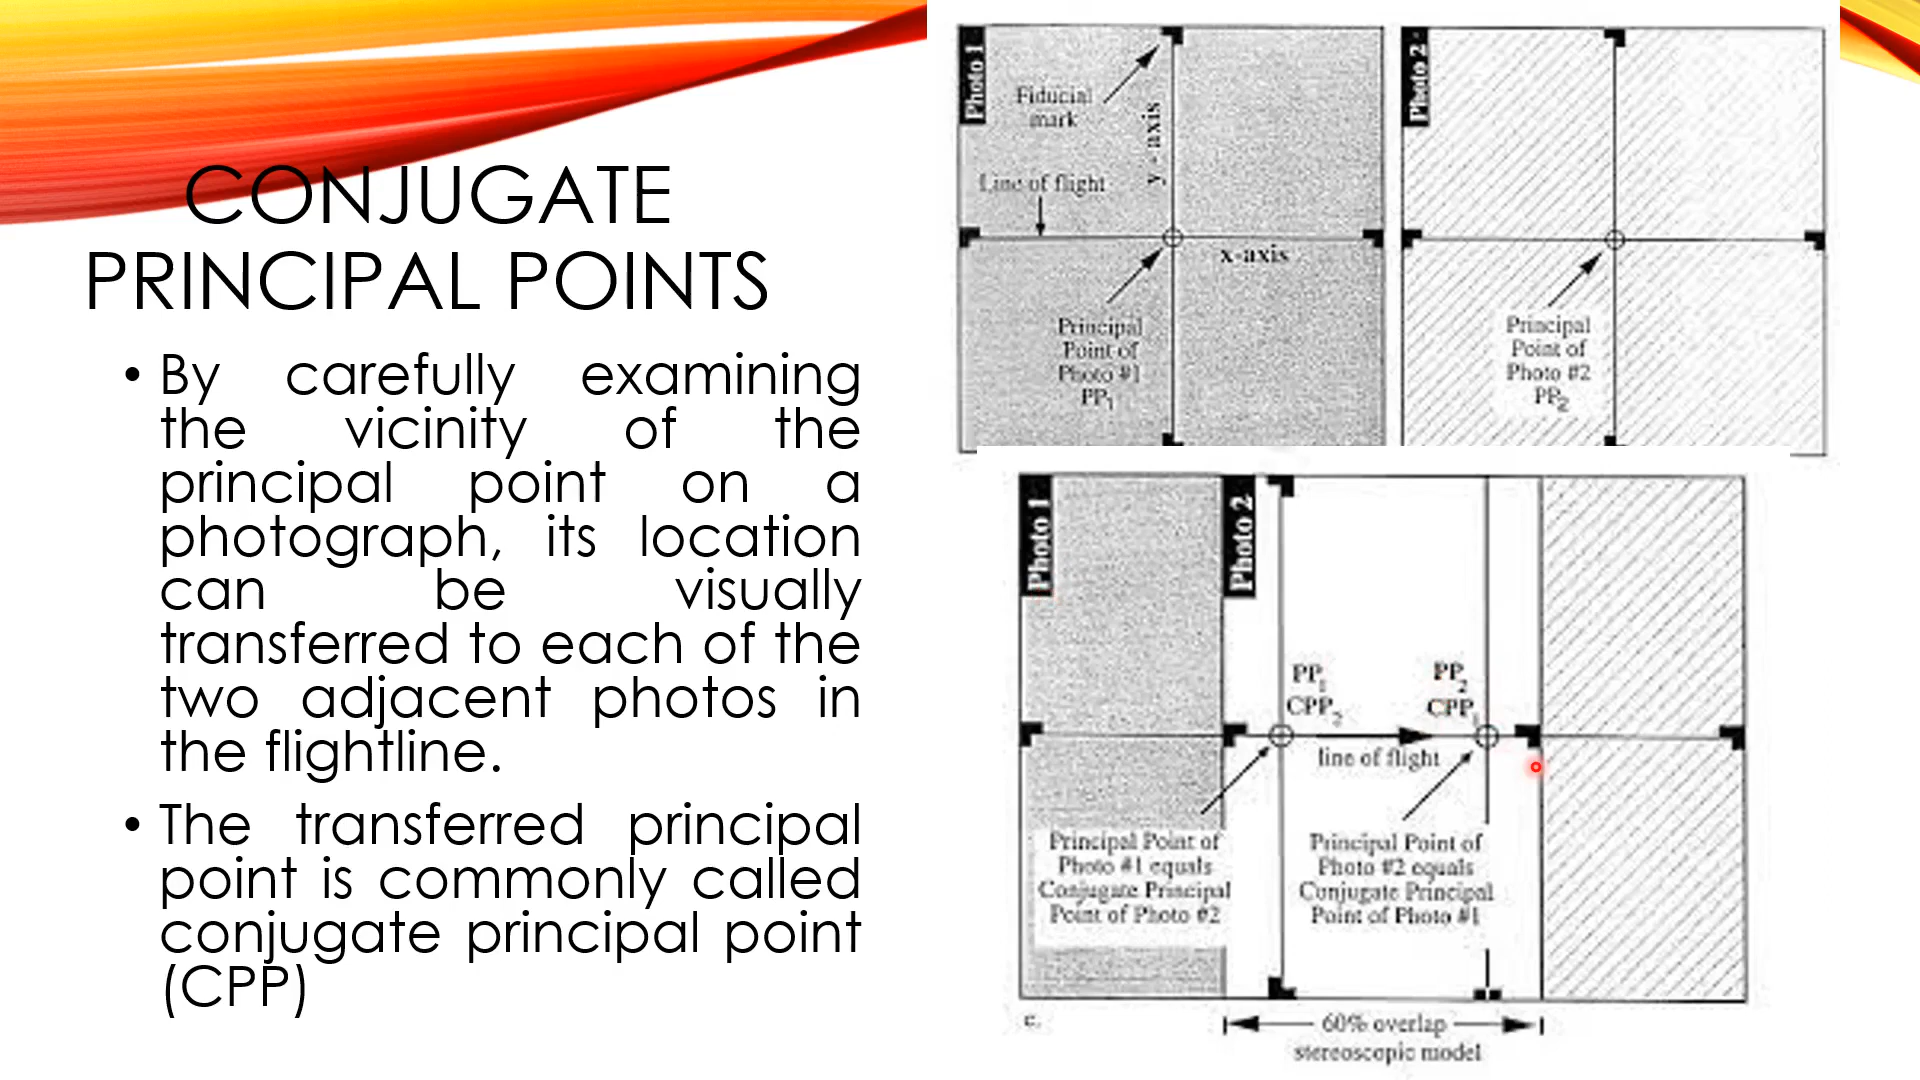 CONJUGATE
PRINCIPAL POINTS
• By carefully examining
the vicinity of the
principal point on a
photograph, its location
can be visually
transferred to each of the
two adjacent photos in
the flightline.
• The transferred principal
point is commonly called
conjugate principal point
(CPP)
Photo 1
Fiducial
mark
y - axis
Line of flight
x-axis
Principal
Point of
Photo #1
PP1
Photo 2
Principal
Point of
Photo #2
PP2
Photo 1
Photo 2
PP1
CPP2
PP2
CPP1
line of flight
Principal Point of
Photo #1 equals
Conjugate Principal
Point of Photo #2
Principal Point of
Photo #2 equals
Conjugate Principal
Point of Photo #1
c.
60% overlap
stereoscopic model